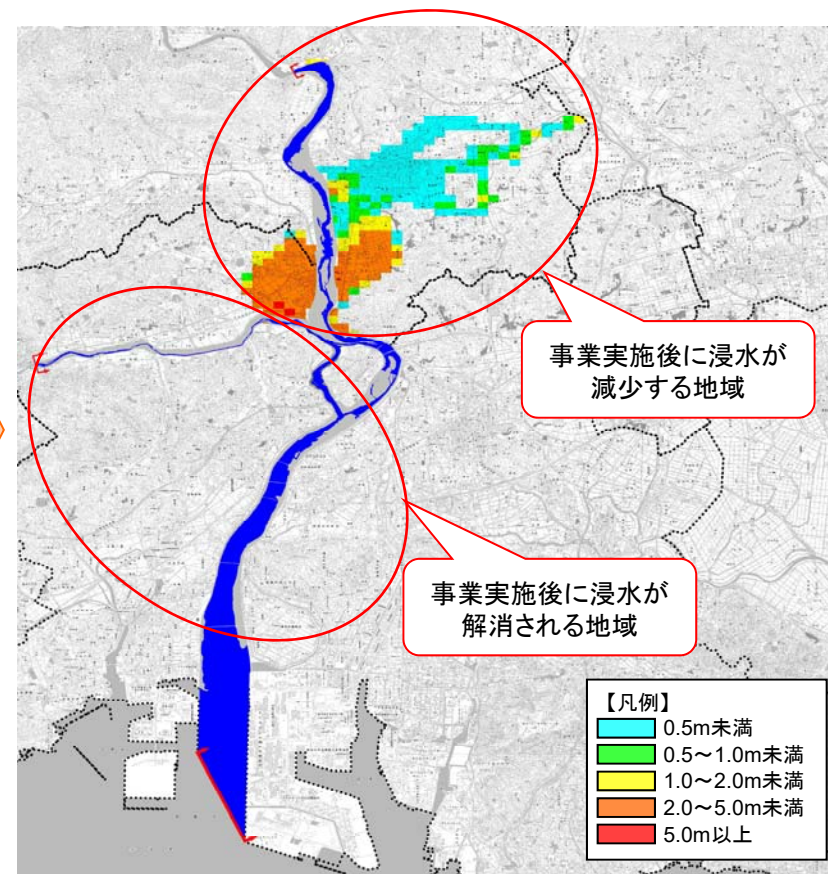 事業実施後に浸水が
減少する地域
事業実施後に浸水が
解消される地域
【凡例】
0.5m未満
0.5～1.0m未満
1.0～2.0m未満
2.0～5.0m未満
5.0m以上